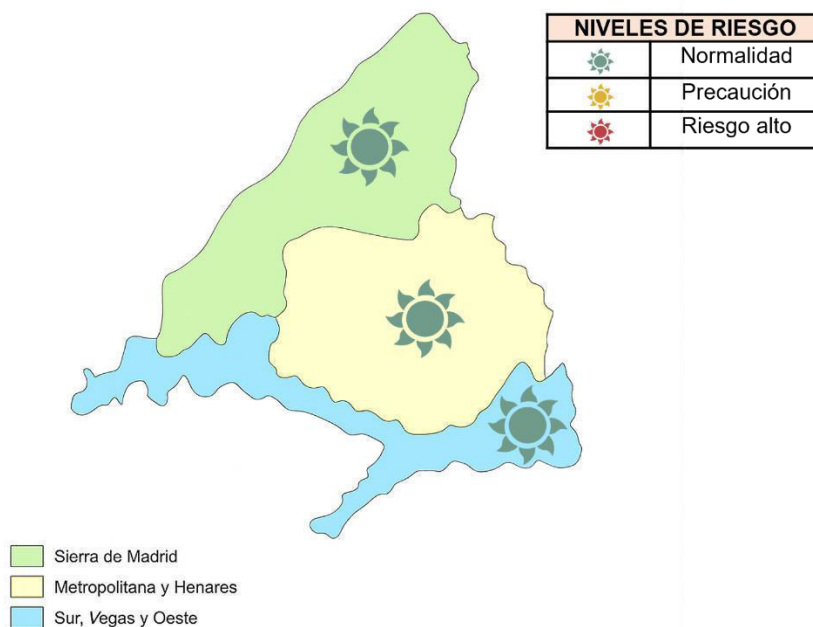 NIVELES DE RIESGO
Normalidad
Precaución
Riesgo alto
Sierra de Madrid
Metropolitana y Henares
Sur, Vegas y Oeste